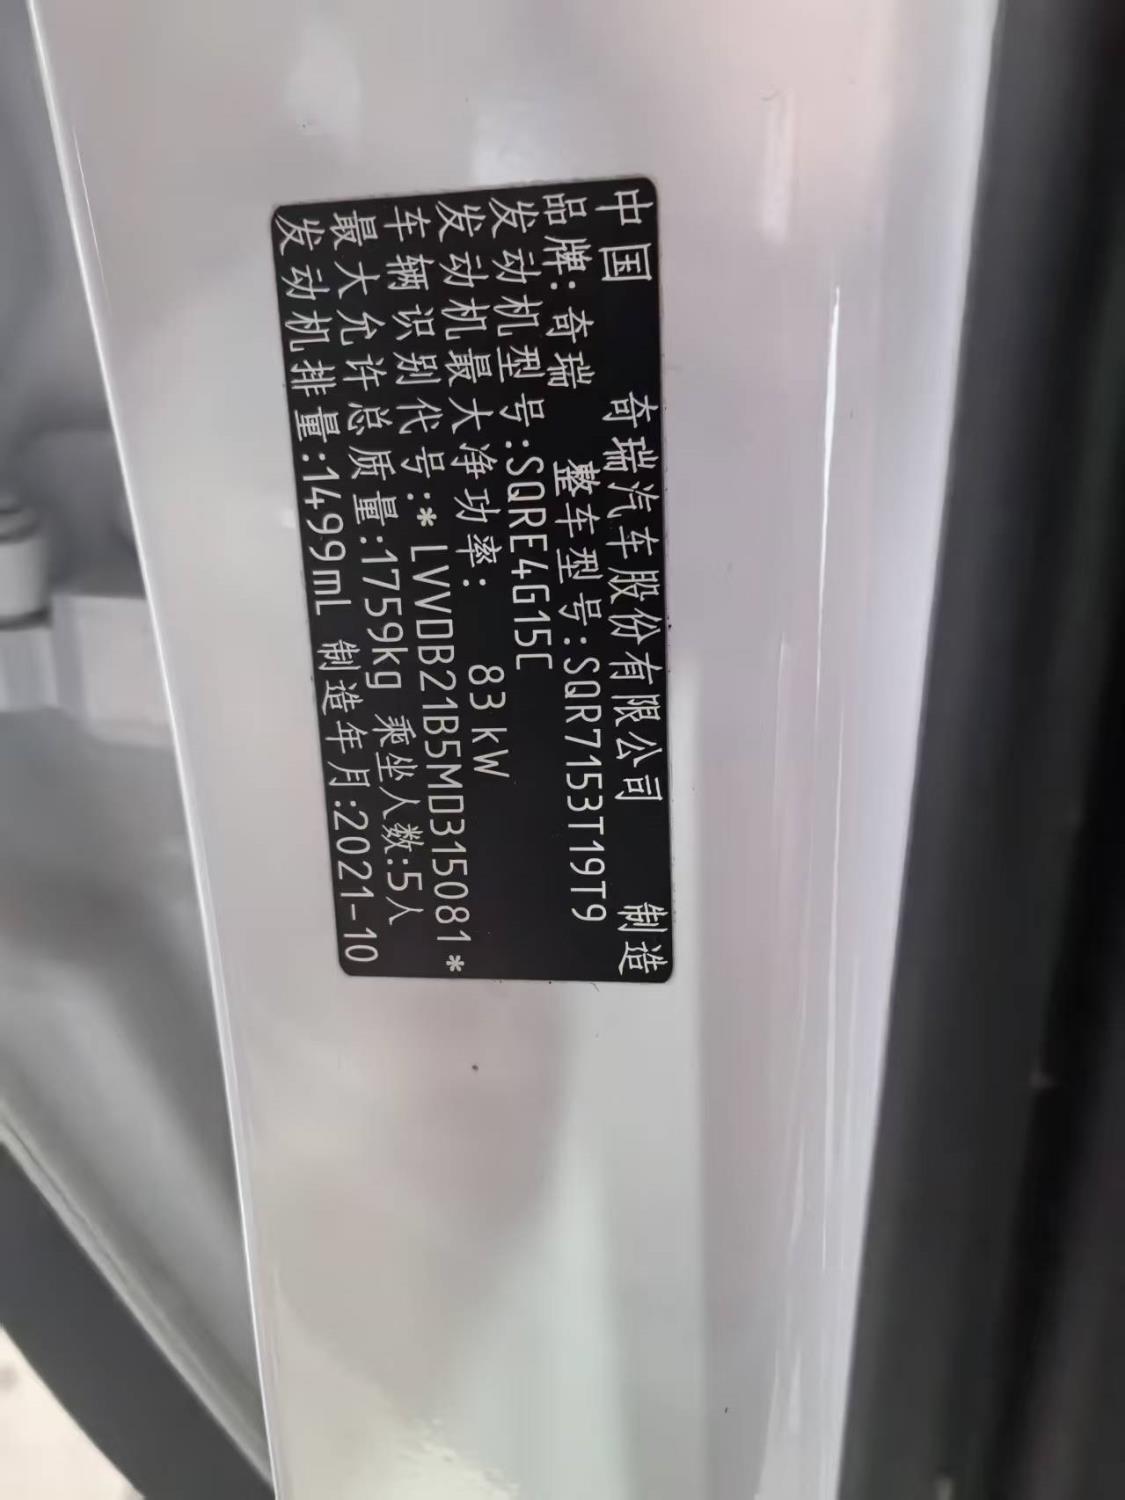 中国 奇瑞汽车股份有限公司 制造
品牌:奇瑞 整车型号:SQR7153T19T9
发动机型号:SQRE4G15C
发动机最大净功率: 83 kW
车辆识别代号:*LVVDB21B5MD315081*
最大允许总质量:1759kg 乘坐人数:5人
发动机排量:1499mL 制造年月:2021-10